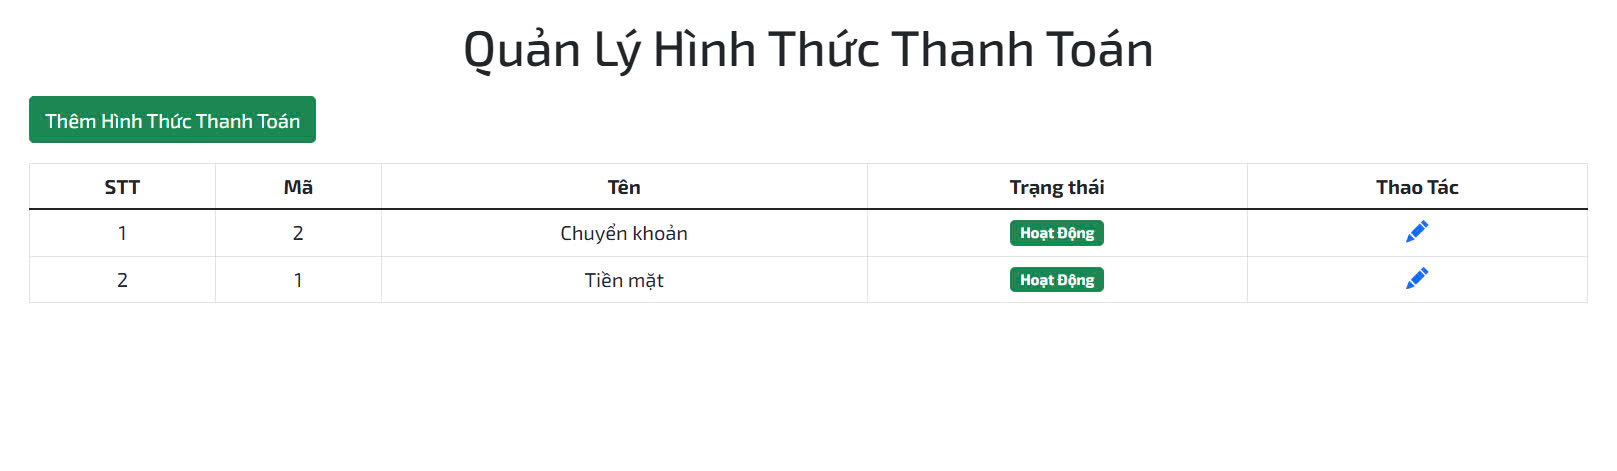 Quản Lý Hình Thức Thanh Toán
Thêm Hình Thức Thanh Toán
STT Mã Tên Trạng thái Thao Tác
1 2 Chuyển khoản Hoạt Động
2 1 Tiền mặt Hoạt Động